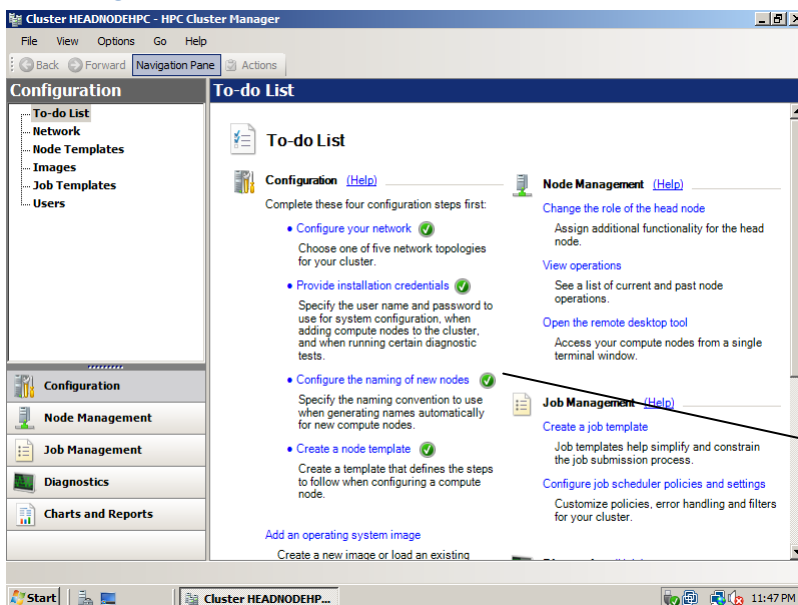 Cluster HEADNODEHPC - HPC Cluster Manager
File View Options Go Help
Back Forward Navigation Pane Actions
Configuration
To-do List
Network
Node Templates
Images
Job Templates
Users
Configuration
Node Management
Job Management
Diagnostics
Charts and Reports
To-do List
To-do List
Configuration (Help)
Complete these four configuration steps first:
• Configure your network
Choose one of five network topologies
for your cluster.
• Provide installation credentials
Specify the user name and password to
use for system configuration, when
adding compute nodes to the cluster,
and when running certain diagnostic
tests.
• Configure the naming of new nodes
Specify the naming convention to use
when generating names automatically
for new compute nodes.
• Create a node template
Create a template that defines the steps
to follow when configuring a compute
node.
Add an operating system image
Create a new image or load an existing
Node Management (Help)
Change the role of the head node
Assign additional functionality for the head
node.
View operations
See a list of current and past node
operations.
Open the remote desktop tool
Access your compute nodes from a single
terminal window.
Job Management (Help)
Create a job template
Job templates help simplify and constrain
the job submission process.
Configure job scheduler policies and settings
Customize policies, error handling and filters
for your cluster.
Start
Cluster HEADNODEHP...
11:47 PM